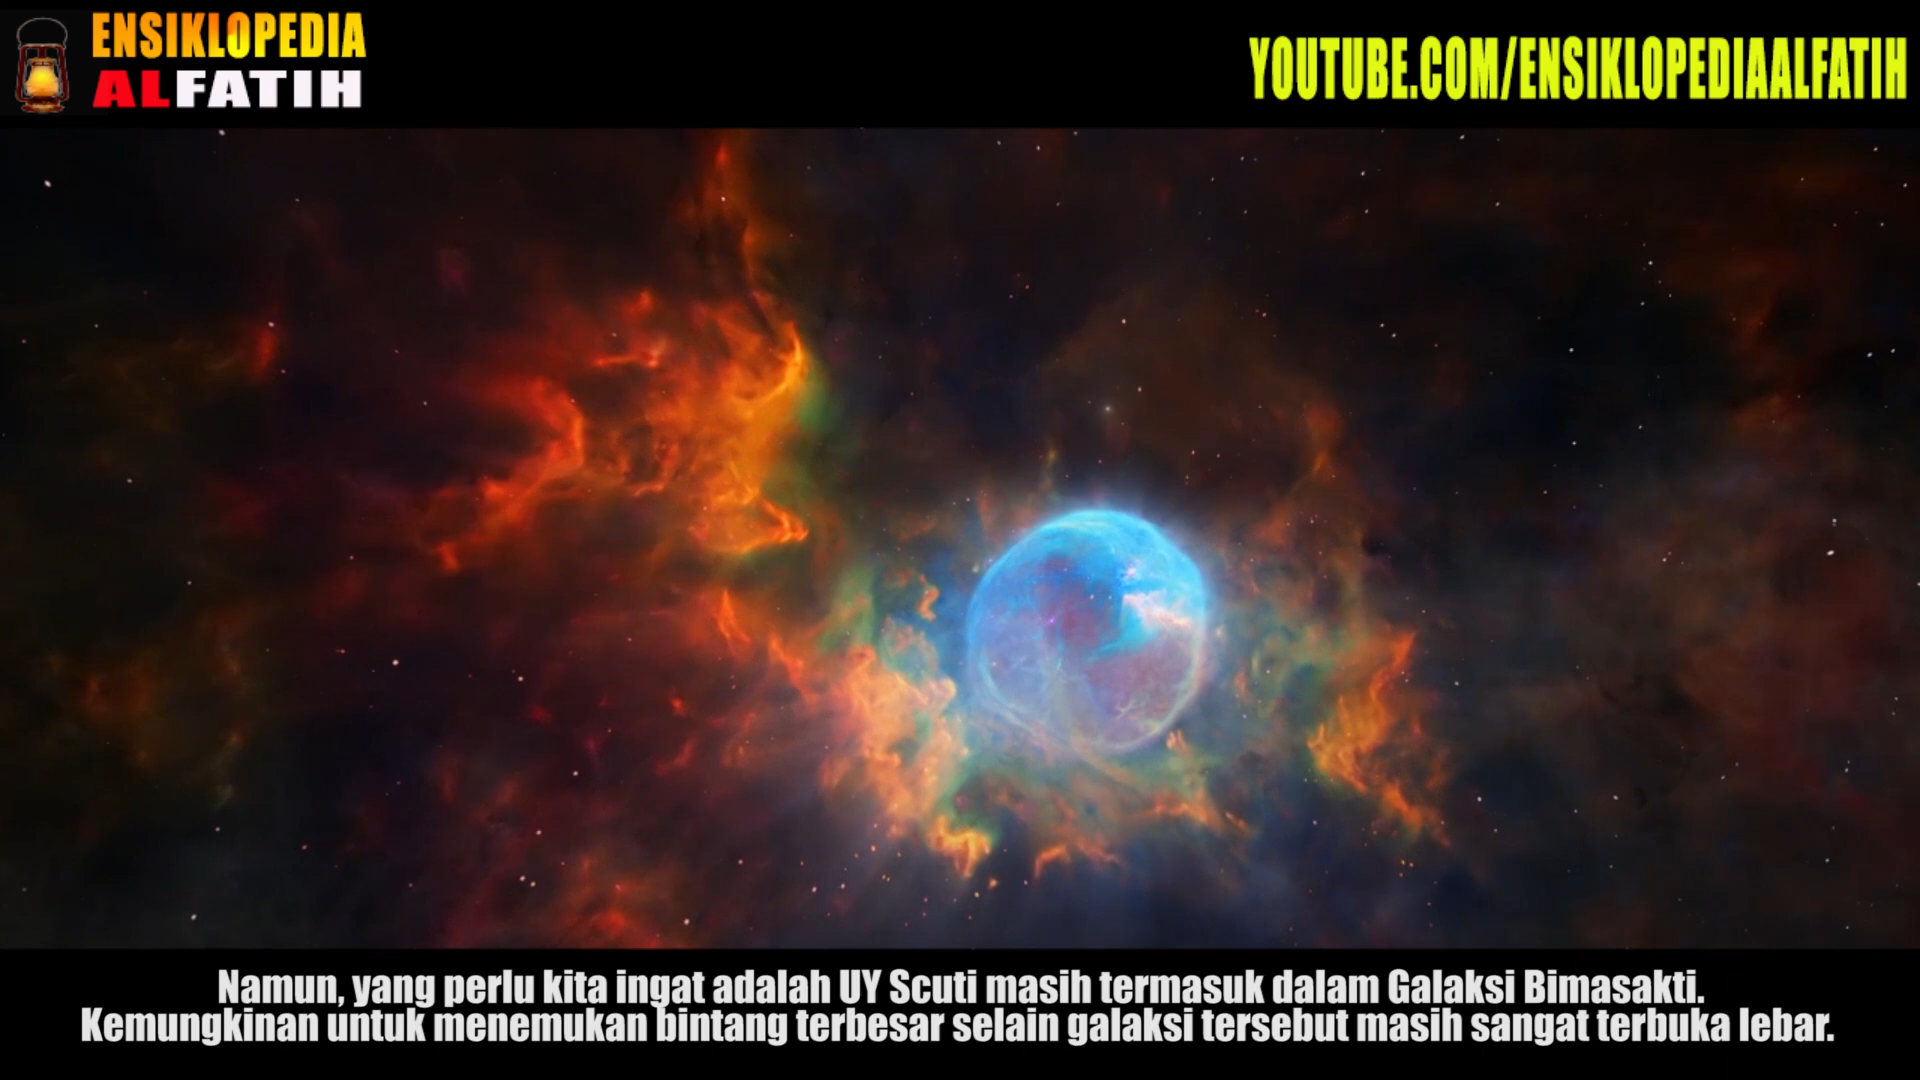 ENSIKLOPEDIA
ALFATIH
YOUTUBE.COM/ENSIKLOPEDIAALFATIH
Namun, yang perlu kita ingat adalah UY Scuti masih termasuk dalam Galaksi Bimasakti.
Kemungkinan untuk menemukan bintang terbesar selain galaksi tersebut masih sangat terbuka lebar.